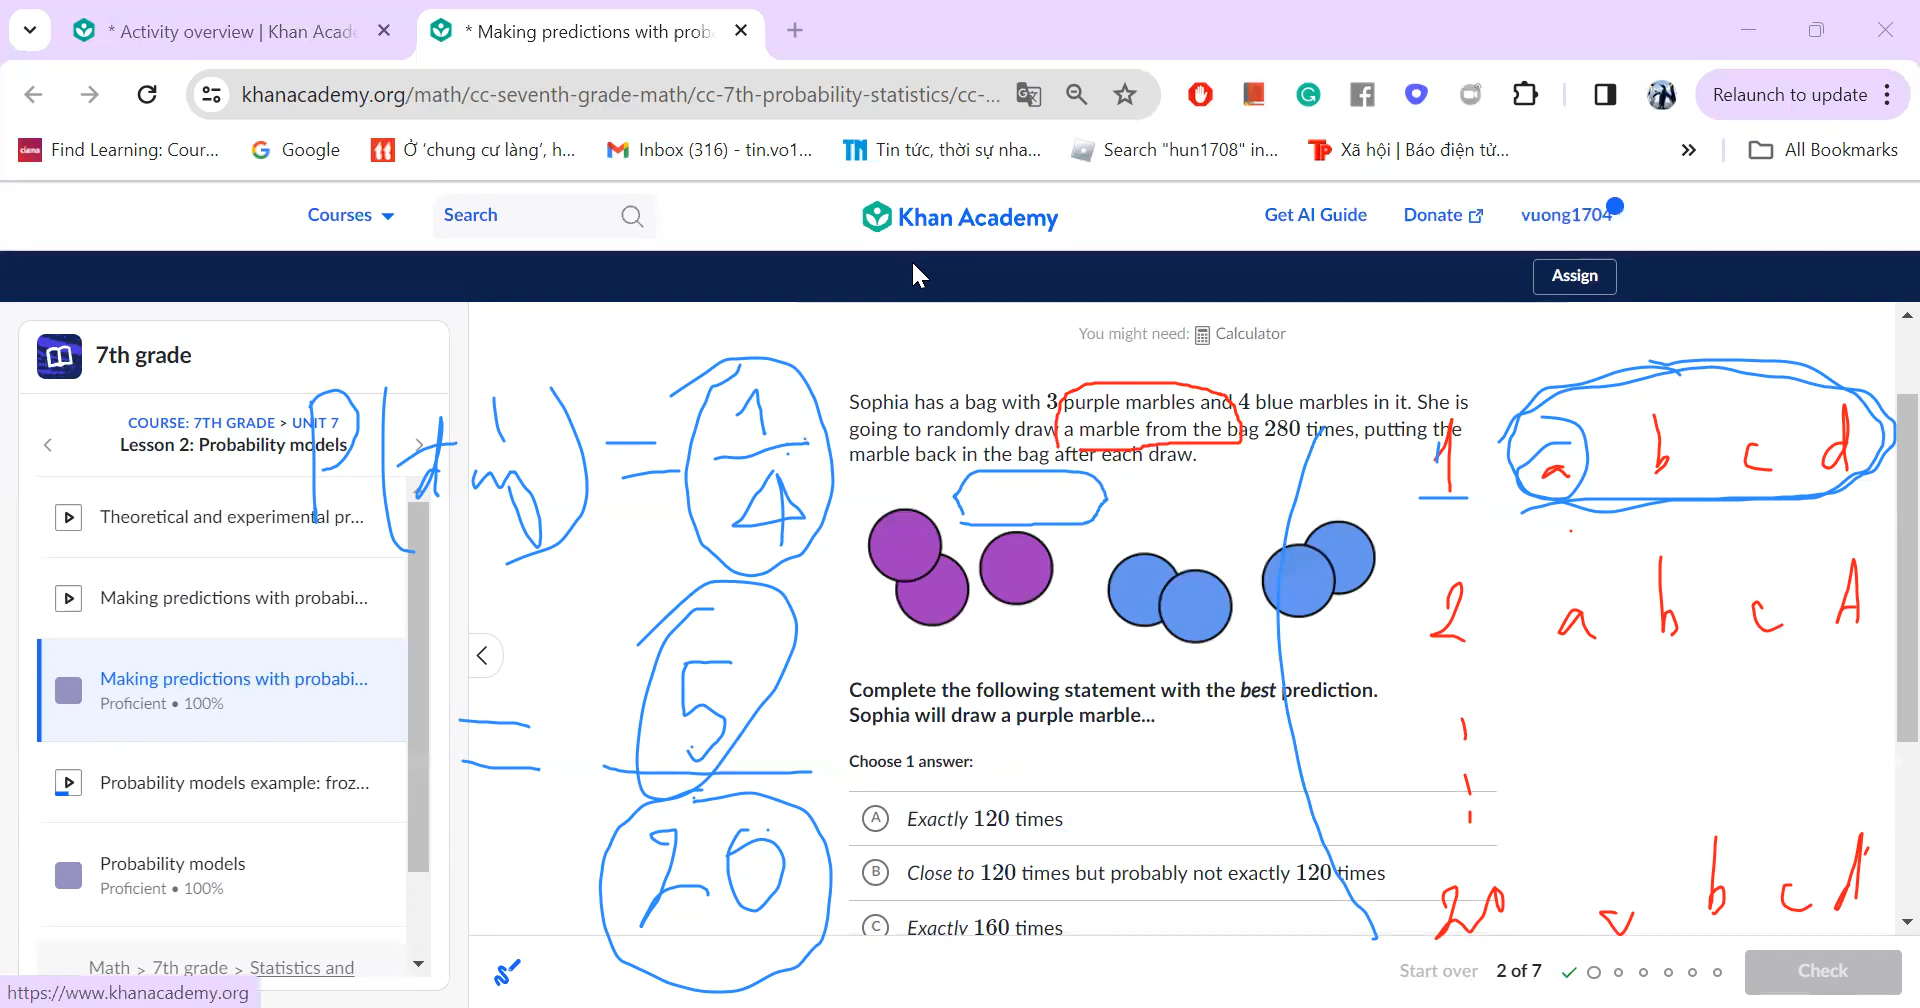 * Activity overview | Khan Acade
* Making predictions with prob
khanacademy.org/math/cc-seventh-grade-math/cc-7th-probability-statistics/cc-...
Relaunch to update
ciena Find Learning: Cour...
Google
Ở ‘chung cư làng’, h...
Inbox (316) - tin.vo1...
TN Tin tức, thời sự nha...
Search "hun1708" in...
Xã hội | Báo điện tử...
All Bookmarks
Courses
Search
Khan Academy
Get AI Guide
Donate
vuong1704
Assign
7th grade
COURSE: 7TH GRADE > UNIT 7
Lesson 2: Probability models
Theoretical and experimental pr...
Making predictions with probabi...
Making predictions with probabi...
Proficient • 100%
Probability models example: froz...
Probability models
Proficient • 100%
Math > 7th grade > Statistics and
https://www.khanacademy.org
= 1/4
= 5/20
You might need: Calculator
Sophia has a bag with 3 purple marbles and 4 blue marbles in it. She is
going to randomly draw a marble from the bag 280 times, putting the
marble back in the bag after each draw.
Complete the following statement with the best prediction.
Sophia will draw a purple marble...
Choose 1 answer:
A Exactly 120 times
B Close to 120 times but probably not exactly 120 times
C Exactly 160 times
1 a b c d
2 a b c A
20 b c d
Start over 2 of 7
Check